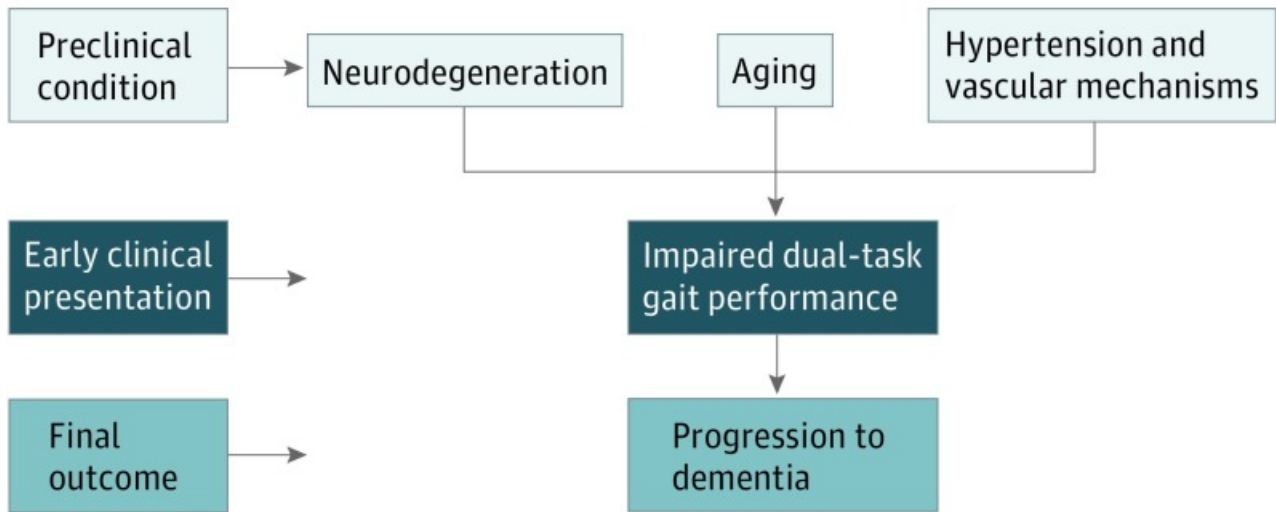 Preclinical
condition
Neurodegeneration
Aging
Hypertension and
vascular mechanisms
Early clinical
presentation
Impaired dual-task
gait performance
Final
outcome
Progression to
dementia